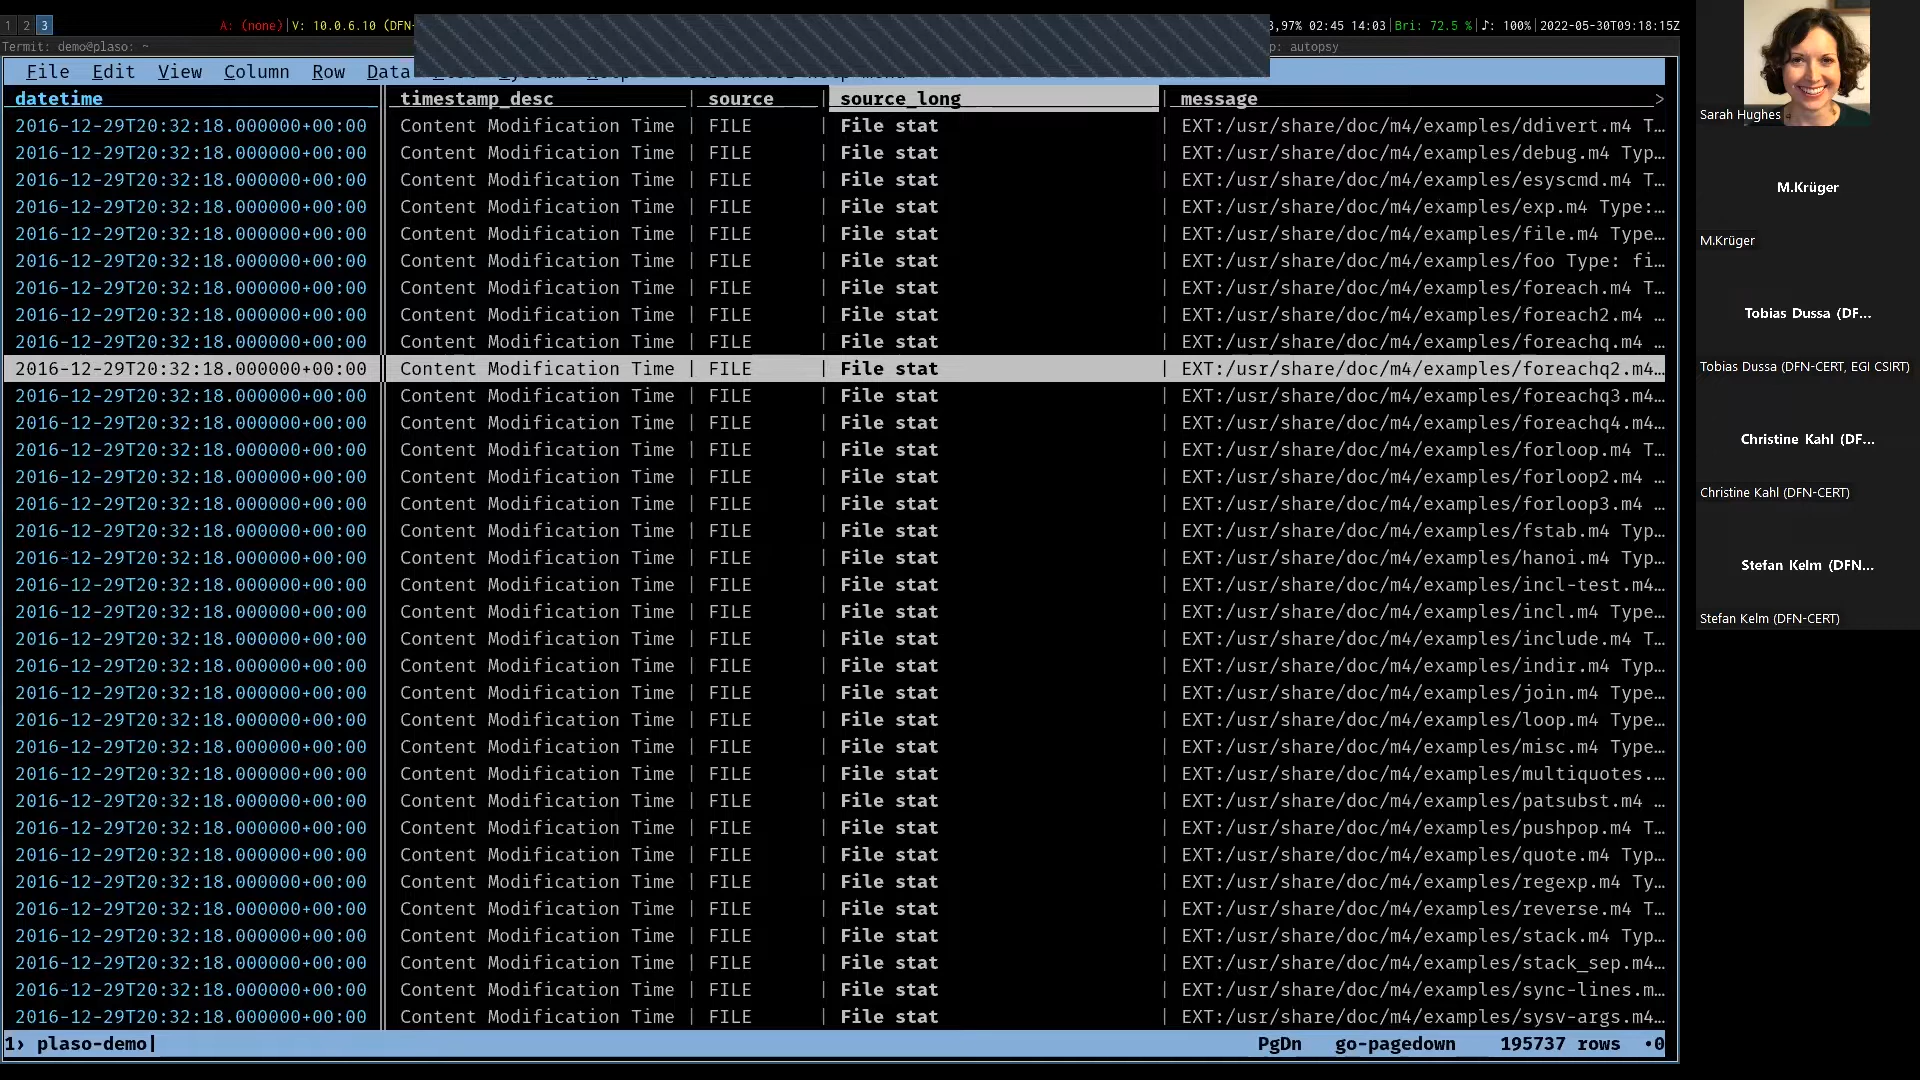 1 2 3 A: (none)|V: 10.0.6.10 (DFN- 3,97% 02:45 14:03|Bri: 72.5 %|♪: 100%|2022-05-30T09:18:15Z
Termit: demo@plaso: ~ p: autopsy
File Edit View Column Row Data
datetime timestamp_desc | source | source_long | message >
2016-12-29T20:32:18.000000+00:00 Content Modification Time | FILE | File stat | EXT:/usr/share/doc/m4/examples/ddivert.m4 T…
2016-12-29T20:32:18.000000+00:00 Content Modification Time | FILE | File stat | EXT:/usr/share/doc/m4/examples/debug.m4 Typ…
2016-12-29T20:32:18.000000+00:00 Content Modification Time | FILE | File stat | EXT:/usr/share/doc/m4/examples/esyscmd.m4 T…
2016-12-29T20:32:18.000000+00:00 Content Modification Time | FILE | File stat | EXT:/usr/share/doc/m4/examples/exp.m4 Type:…
2016-12-29T20:32:18.000000+00:00 Content Modification Time | FILE | File stat | EXT:/usr/share/doc/m4/examples/file.m4 Type…
2016-12-29T20:32:18.000000+00:00 Content Modification Time | FILE | File stat | EXT:/usr/share/doc/m4/examples/foo Type: fi…
2016-12-29T20:32:18.000000+00:00 Content Modification Time | FILE | File stat | EXT:/usr/share/doc/m4/examples/foreach.m4 T…
2016-12-29T20:32:18.000000+00:00 Content Modification Time | FILE | File stat | EXT:/usr/share/doc/m4/examples/foreach2.m4 …
2016-12-29T20:32:18.000000+00:00 Content Modification Time | FILE | File stat | EXT:/usr/share/doc/m4/examples/foreachq.m4 …
2016-12-29T20:32:18.000000+00:00 Content Modification Time | FILE | File stat | EXT:/usr/share/doc/m4/examples/foreachq2.m4…
2016-12-29T20:32:18.000000+00:00 Content Modification Time | FILE | File stat | EXT:/usr/share/doc/m4/examples/foreachq3.m4…
2016-12-29T20:32:18.000000+00:00 Content Modification Time | FILE | File stat | EXT:/usr/share/doc/m4/examples/foreachq4.m4…
2016-12-29T20:32:18.000000+00:00 Content Modification Time | FILE | File stat | EXT:/usr/share/doc/m4/examples/forloop.m4 T…
2016-12-29T20:32:18.000000+00:00 Content Modification Time | FILE | File stat | EXT:/usr/share/doc/m4/examples/forloop2.m4 …
2016-12-29T20:32:18.000000+00:00 Content Modification Time | FILE | File stat | EXT:/usr/share/doc/m4/examples/forloop3.m4 …
2016-12-29T20:32:18.000000+00:00 Content Modification Time | FILE | File stat | EXT:/usr/share/doc/m4/examples/fstab.m4 Typ…
2016-12-29T20:32:18.000000+00:00 Content Modification Time | FILE | File stat | EXT:/usr/share/doc/m4/examples/hanoi.m4 Typ…
2016-12-29T20:32:18.000000+00:00 Content Modification Time | FILE | File stat | EXT:/usr/share/doc/m4/examples/incl-test.m4…
2016-12-29T20:32:18.000000+00:00 Content Modification Time | FILE | File stat | EXT:/usr/share/doc/m4/examples/incl.m4 Type…
2016-12-29T20:32:18.000000+00:00 Content Modification Time | FILE | File stat | EXT:/usr/share/doc/m4/examples/include.m4 T…
2016-12-29T20:32:18.000000+00:00 Content Modification Time | FILE | File stat | EXT:/usr/share/doc/m4/examples/indir.m4 Typ…
2016-12-29T20:32:18.000000+00:00 Content Modification Time | FILE | File stat | EXT:/usr/share/doc/m4/examples/join.m4 Type…
2016-12-29T20:32:18.000000+00:00 Content Modification Time | FILE | File stat | EXT:/usr/share/doc/m4/examples/loop.m4 Type…
2016-12-29T20:32:18.000000+00:00 Content Modification Time | FILE | File stat | EXT:/usr/share/doc/m4/examples/misc.m4 Type…
2016-12-29T20:32:18.000000+00:00 Content Modification Time | FILE | File stat | EXT:/usr/share/doc/m4/examples/multiquotes.…
2016-12-29T20:32:18.000000+00:00 Content Modification Time | FILE | File stat | EXT:/usr/share/doc/m4/examples/patsubst.m4 …
2016-12-29T20:32:18.000000+00:00 Content Modification Time | FILE | File stat | EXT:/usr/share/doc/m4/examples/pushpop.m4 T…
2016-12-29T20:32:18.000000+00:00 Content Modification Time | FILE | File stat | EXT:/usr/share/doc/m4/examples/quote.m4 Typ…
2016-12-29T20:32:18.000000+00:00 Content Modification Time | FILE | File stat | EXT:/usr/share/doc/m4/examples/regexp.m4 Ty…
2016-12-29T20:32:18.000000+00:00 Content Modification Time | FILE | File stat | EXT:/usr/share/doc/m4/examples/reverse.m4 T…
2016-12-29T20:32:18.000000+00:00 Content Modification Time | FILE | File stat | EXT:/usr/share/doc/m4/examples/stack.m4 Typ…
2016-12-29T20:32:18.000000+00:00 Content Modification Time | FILE | File stat | EXT:/usr/share/doc/m4/examples/stack_sep.m4…
2016-12-29T20:32:18.000000+00:00 Content Modification Time | FILE | File stat | EXT:/usr/share/doc/m4/examples/sync-lines.m…
2016-12-29T20:32:18.000000+00:00 Content Modification Time | FILE | File stat | EXT:/usr/share/doc/m4/examples/sysv-args.m4…
1› plaso-demo| PgDn go-pagedown 195737 rows •0
Sarah Hughes
M.Krüger
M.Krüger
Tobias Dussa (DF...
Tobias Dussa (DFN-CERT, EGI CSIRT)
Christine Kahl (DF...
Christine Kahl (DFN-CERT)
Stefan Kelm (DFN...
Stefan Kelm (DFN-CERT)